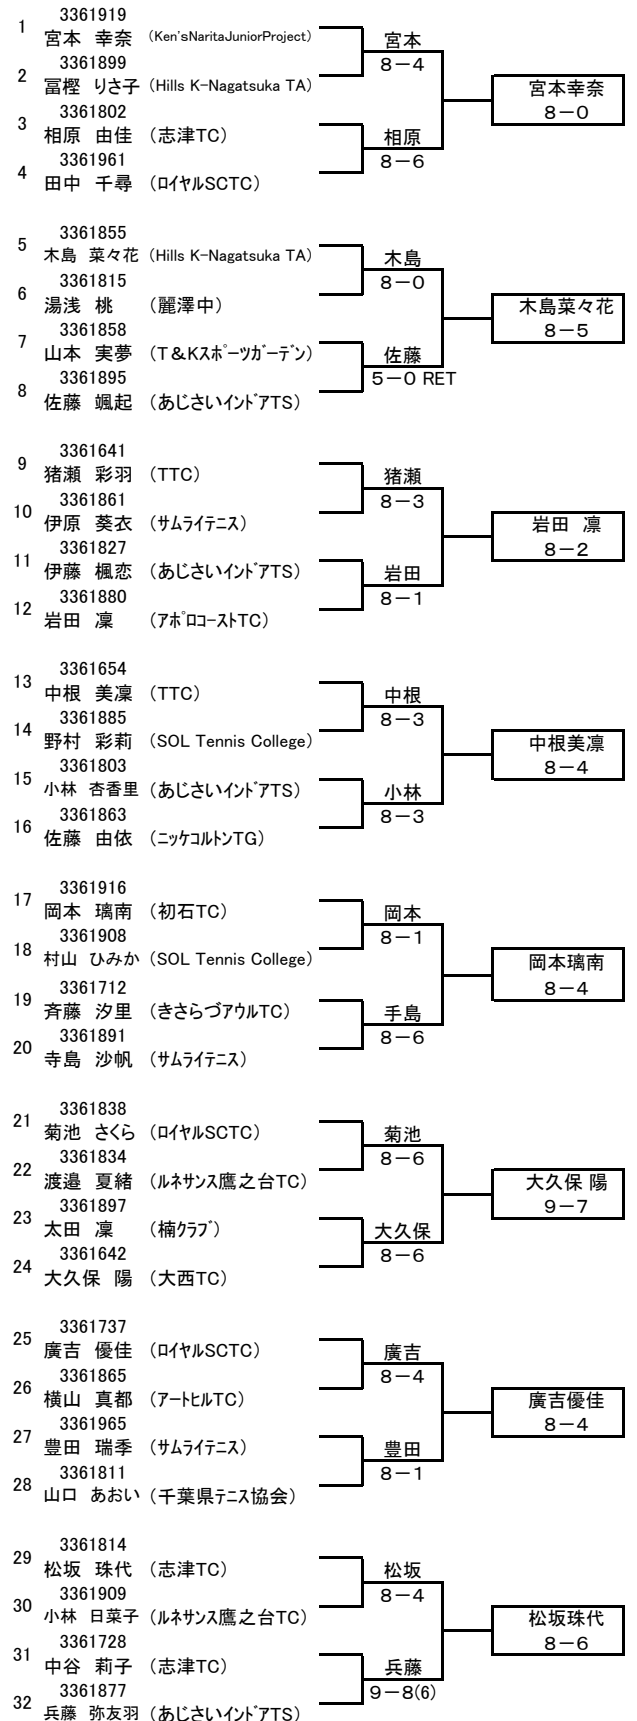 3361919
1 宮本 幸奈 (Ken'sNaritaJuniorProject)
宮本
8－4
3361899
2 冨樫 りさ子 (Hills K-Nagatsuka TA)
宮本幸奈
8－0
3361802
3 相原 由佳 (志津TC)
相原
8－6
3361961
4 田中 千尋 (ﾛｲﾔﾙSCTC)
3361855
5 木島 菜々花 (Hills K-Nagatsuka TA)
木島
8－0
3361815
6 湯浅 桃 (麗澤中)
木島菜々花
8－5
3361858
7 山本 実夢 (T＆Kｽﾎﾟｰﾂｶﾞｰﾃﾞﾝ)
佐藤
5－0 RET
3361895
8 佐藤 颯起 (あじさいｲﾝﾄﾞｱTS)
3361641
9 猪瀬 彩羽 (TTC)
猪瀬
8－3
3361861
10 伊原 葵衣 (ｻﾑﾗｲﾃﾆｽ)
岩田 凛
8－2
3361827
11 伊藤 楓恋 (あじさいｲﾝﾄﾞｱTS)
岩田
8－1
3361880
12 岩田 凜 (ｱﾎﾟﾛｺｰｽﾄTC)
3361654
13 中根 美凜 (TTC)
中根
8－3
3361885
14 野村 彩莉 (SOL Tennis College)
中根美凛
8－4
3361803
15 小林 杏香里 (あじさいｲﾝﾄﾞｱTS)
小林
8－3
3361863
16 佐藤 由依 (ﾆｯｹｺﾙﾄﾝTG)
3361916
17 岡本 璃南 (初石TC)
岡本
8－1
3361908
18 村山 ひみか (SOL Tennis College)
岡本璃南
8－4
3361712
19 斉藤 汐里 (きさらづｱｳﾙTC)
手島
8－6
3361891
20 寺島 沙帆 (ｻﾑﾗｲﾃﾆｽ)
3361838
21 菊池 さくら (ﾛｲﾔﾙSCTC)
菊池
8－6
3361834
22 渡邉 夏緒 (ﾙﾈｻﾝｽ鷹之台TC)
大久保 陽
9－7
3361897
23 太田 凜 (楠ｸﾗﾌﾞ)
大久保
8－6
3361642
24 大久保 陽 (大西TC)
3361737
25 廣吉 優佳 (ﾛｲﾔﾙSCTC)
廣吉
8－4
3361865
26 横山 真都 (ｱｰﾄﾋﾙTC)
廣吉優佳
8－4
3361965
27 豊田 瑞季 (ｻﾑﾗｲﾃﾆｽ)
豊田
8－1
3361811
28 山口 あおい (千葉県ﾃﾆｽ協会)
3361814
29 松坂 珠代 (志津TC)
松坂
8－4
3361909
30 小林 日菜子 (ﾙﾈｻﾝｽ鷹之台TC)
松坂珠代
8－6
3361728
31 中谷 莉子 (志津TC)
兵藤
9－8(6)
3361877
32 兵藤 弥友羽 (あじさいｲﾝﾄﾞｱTS)